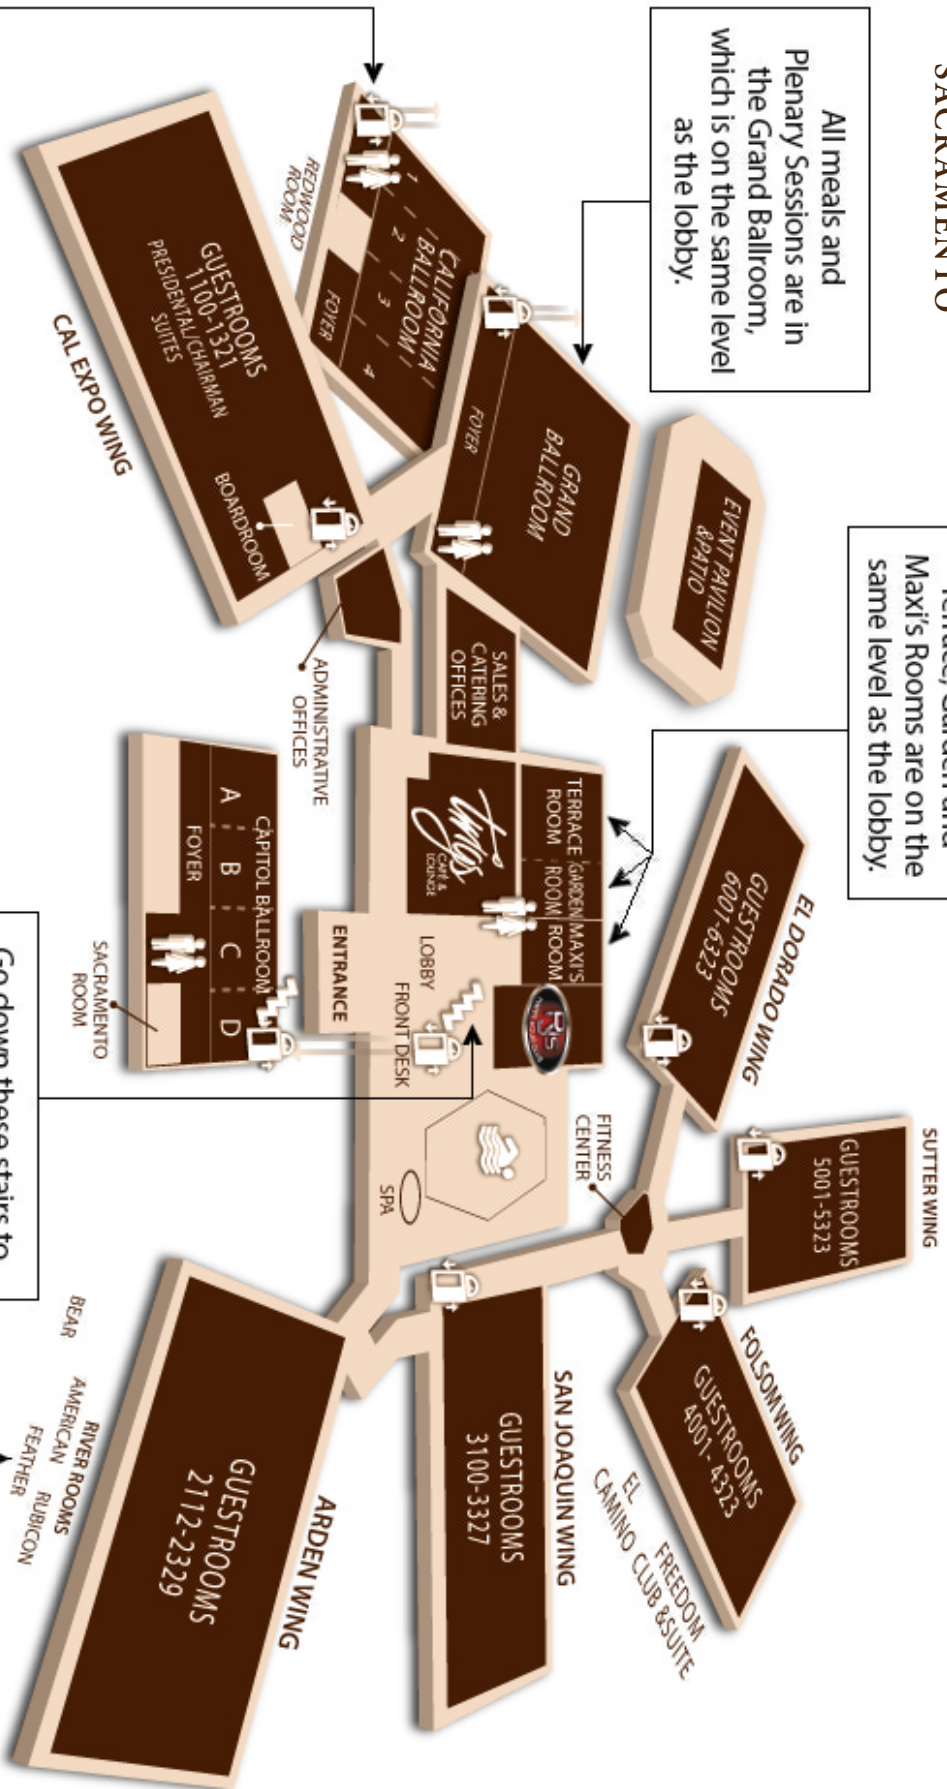 SACRAMENTO
All meals and
Plenary Sessions are in
the Grand Ballroom,
which is on the same level
as the lobby.
Maxi's Rooms are on the
same level as the lobby.
EVENT PAVILION
&PATIO
GRAND
BALLROOM
FOYER
CALIFORNIA
BALLROOM
1
2
3
4
FOYER
REDWOOD
ROOM
GUESTROOMS
1100-1321
PRESIDENTAL/CHAIRMAN
SUITES
BOARDROOM
CAL EXPO WING
SALES &
CATERING
OFFICES
ADMINISTRATIVE
OFFICES
TERRACE
ROOM
GARDEN
ROOM
MAXI'S
ROOM
tings
CAFÉ &
LOUNGE
LOBBY
FRONT DESK
ENTRANCE
CAPITOL BALLROOM
A
B
C
D
FOYER
SACRAMENTO
ROOM
Go down these stairs to
EL DORADO WING
GUESTROOMS
6001-6323
SUTTER WING
GUESTROOMS
5001-5323
FITNESS
CENTER
SPA
FOLSOM WING
GUESTROOMS
4001-4323
FREEDOM
EL
CAMINO CLUB &SUITE
SAN JOAQUIN WING
GUESTROOMS
3100-3327
ARDEN WING
GUESTROOMS
2112-2329
RIVER ROOMS
BEAR AMERICAN RUBICON
FEATHER